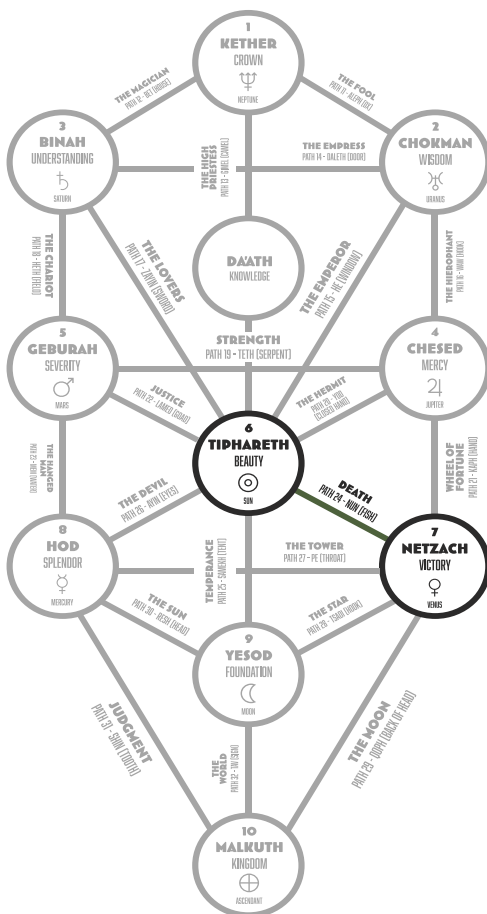 1
KETHER
CROWN
NEPTUNE
THE MAGICIAN
PATH 12 - BET (HOUSE)
THE FOOL
PATH 11 - ALEPH (OX)
3
BINAH
UNDERSTANDING
SATURN
THE HIGH
PRIESTESS
PATH 13 - GIMEL (CAMEL)
THE EMPRESS
PATH 14 - DALETH (DOOR)
2
CHOKMAN
WISDOM
URANUS
THE CHARIOT
PATH 18 - HETH (FIELD)
THE LOVERS
PATH 17 - ZAYIN (SWORD)
DA'ATH
KNOWLEDGE
THE EMPEROR
PATH 15 - HE (WINDOW)
THE HIEROPHANT
PATH 16 - VAW (HOOK)
STRENGTH
PATH 19 - TETH (SERPENT)
5
GEBURAH
SEVERITY
MARS
4
CHESED
MERCY
JUPITER
JUSTICE
PATH 22 - LAMED (GOAD)
THE HERMIT
PATH 20 - YOD
(CLOSED HAND)
6
TIPHARETH
BEAUTY
SUN
THE HANGED
MAN
PATH 23 - MEM (WATER)
WHEEL OF
FORTUNE
PATH 21 - KAPH (HAND)
THE DEVIL
PATH 26 - AYIN (EYES)
DEATH
PATH 24 - NUN (FISH)
8
HOD
SPLENDOR
MERCURY
TEMPERANCE
PATH 25 - SAMEKH (TENT)
THE TOWER
PATH 27 - PE (THROAT)
7
NETZACH
VICTORY
VENUS
THE SUN
PATH 30 - RESH (HEAD)
THE STAR
PATH 28 - TSADI (HOOK)
9
YESOD
FOUNDATION
MOON
JUDGMENT
PATH 31 - SHIN (TOOTH)
THE
WORLD
PATH 32 - TAV (SIGN)
THE MOON
PATH 29 - QOPH (BACK OF HEAD)
10
MALKUTH
KINGDOM
ASCENDANT